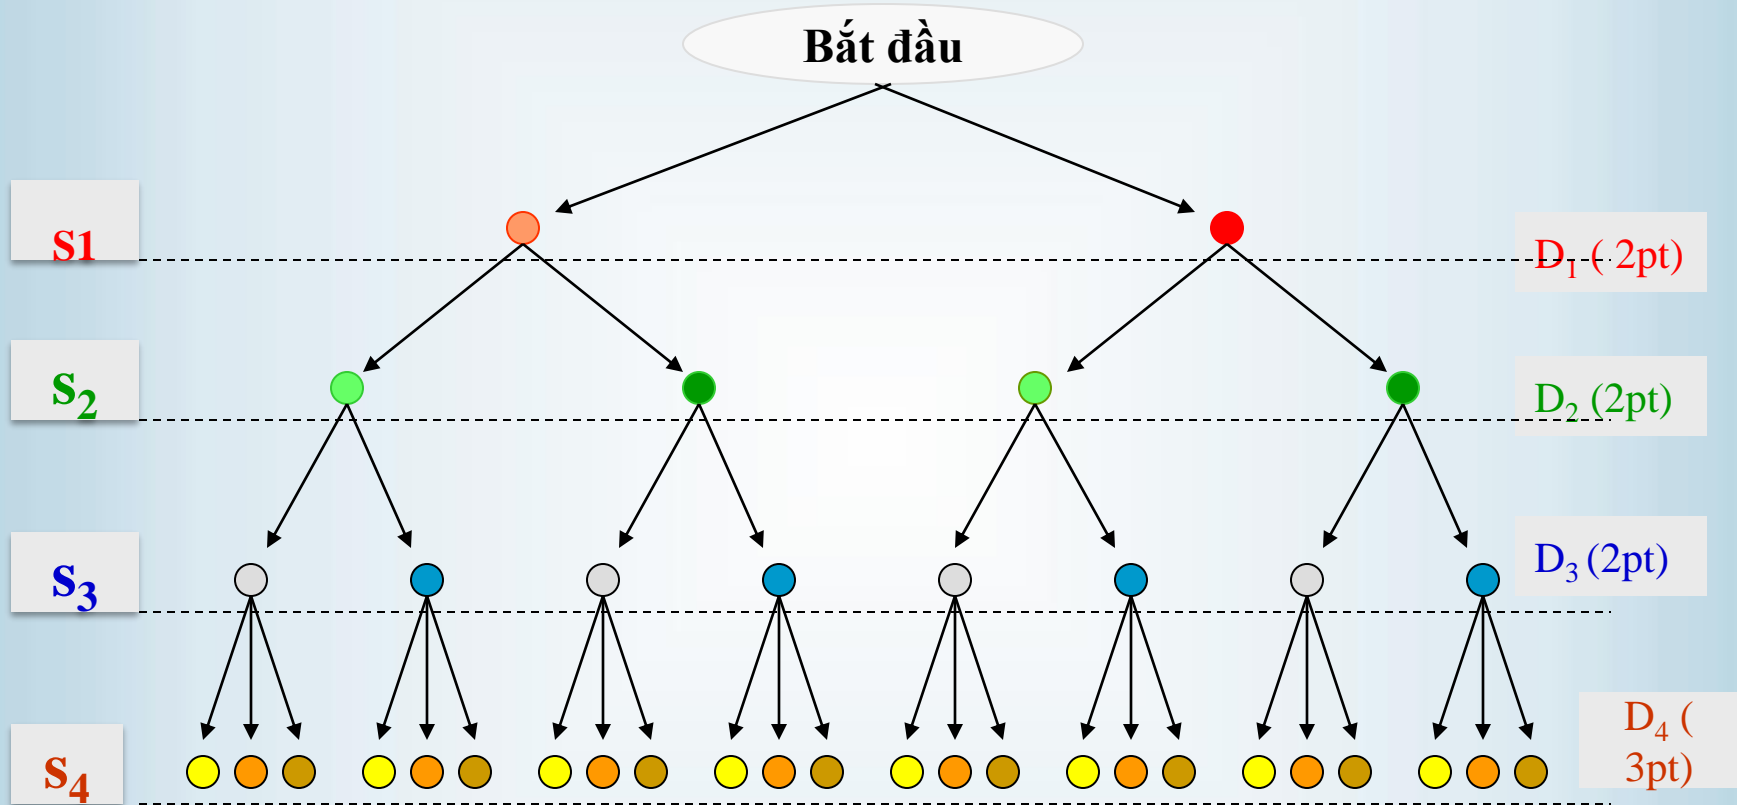 Bắt đầu
S1
D1 ( 2pt)
s2
D2 (2pt)
s3
D3 (2pt)
s4
D4 (
3pt)